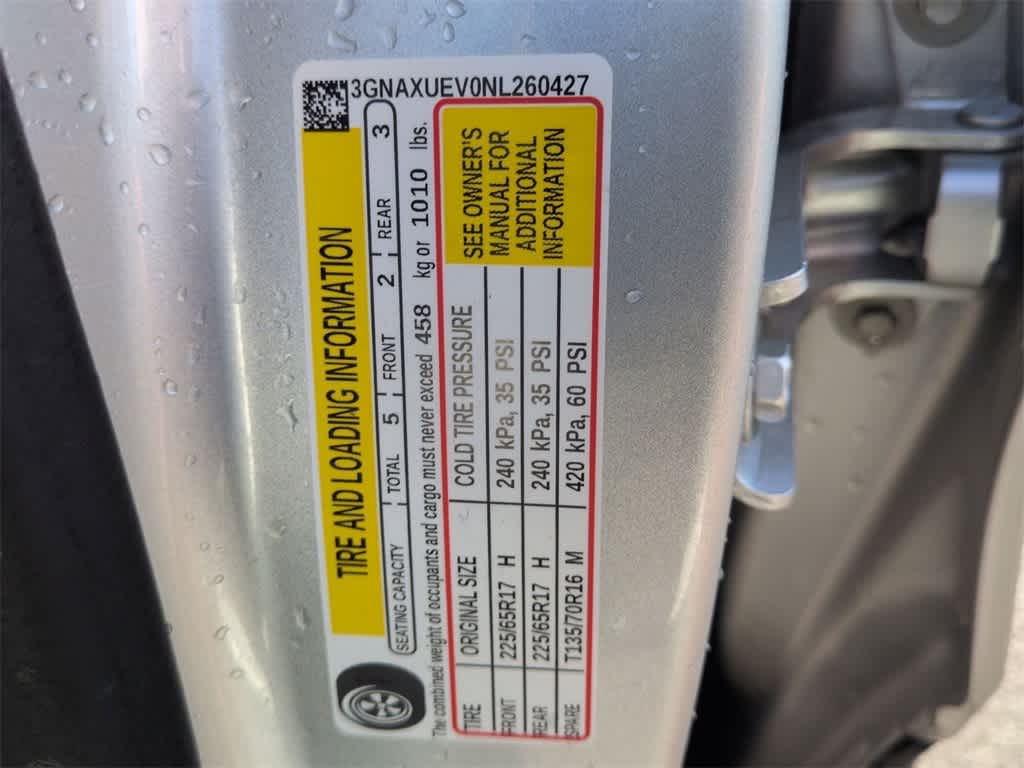 3GNAXUEV0NL260427
TIRE AND LOADING INFORMATION
SEATING CAPACITY TOTAL 5 FRONT 2 REAR 3
The combined weight of occupants and cargo must never exceed 458 kg or 1010 lbs.
TIRE ORIGINAL SIZE COLD TIRE PRESSURE
FRONT 225/65R17 H 240 kPa, 35 PSI
REAR 225/65R17 H 240 kPa, 35 PSI
SPARE T135/70R16 M 420 kPa, 60 PSI
SEE OWNER'S
MANUAL FOR
ADDITIONAL
INFORMATION